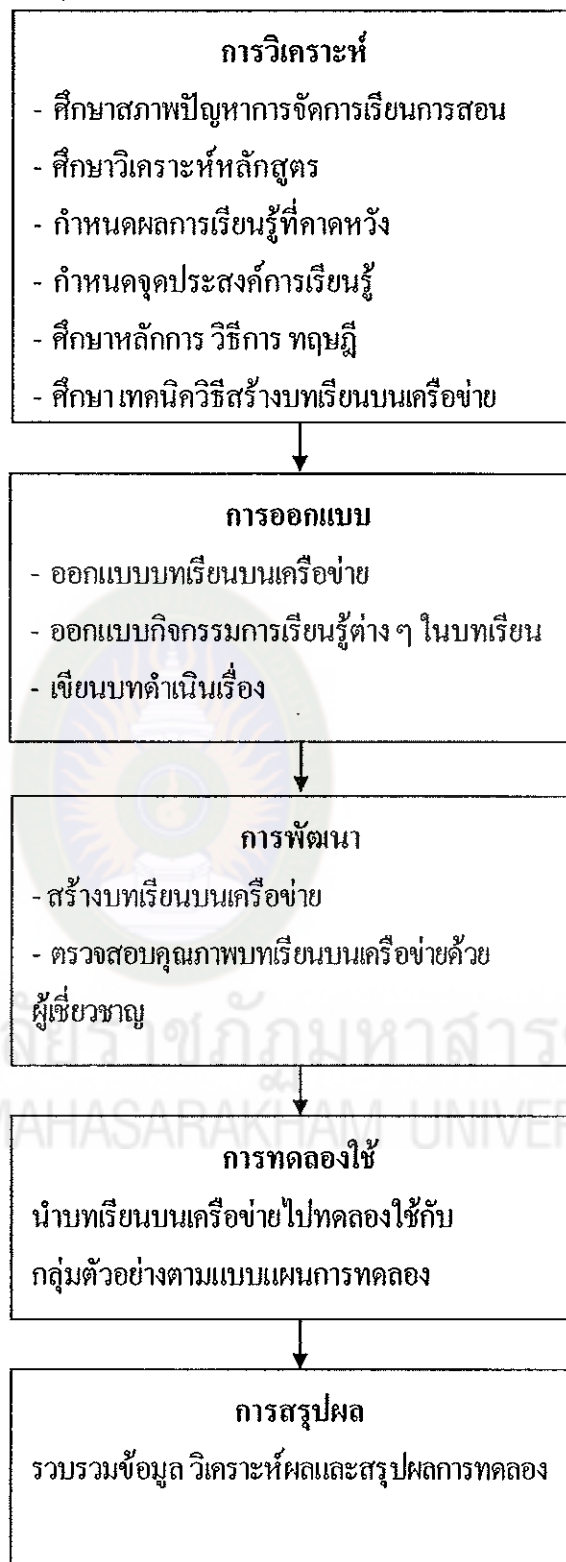 การวิเคราะห์
- ศึกษาสภาพปัญหาการจัดการเรียนการสอน
- ศึกษาวิเคราะห์หลักสูตร
- กำหนดผลการเรียนรู้ที่คาดหวัง
- กำหนดจุดประสงค์การเรียนรู้
- ศึกษาหลักการ วิธีการ ทฤษฎี
- ศึกษา เทคนิควิธีสร้างบทเรียนบนเครือข่าย
การออกแบบ
- ออกแบบบทเรียนบนเครือข่าย
- ออกแบบกิจกรรมการเรียนรู้ต่าง ๆ ในบทเรียน
- เขียนบทดำเนินเรื่อง
การพัฒนา
- สร้างบทเรียนบนเครือข่าย
- ตรวจสอบคุณภาพบทเรียนบนเครือข่ายด้วย
ผู้เชี่ยวชาญ
ลัยราชภัฏมหาสาร
MAHASARAKHAM UNIVER
การทดลองใช้
นำบทเรียนบนเครือข่ายไปทดลองใช้กับ
กลุ่มตัวอย่างตามแบบแผนการทดลอง
การสรุปผล
รวบรวมข้อมูล วิเคราะห์ผลและสรุปผลการทดลอง